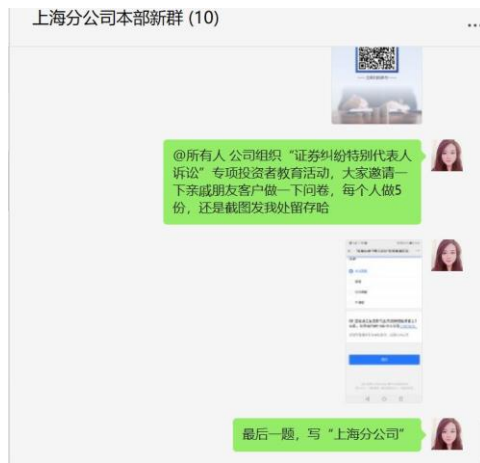 上海分公司本部新群 (10)
...
@所有人 公司组织“证券纠纷特别代表人
诉讼”专项投资者教育活动，大家邀请一
下亲戚朋友客户做一下问卷，每个人做5
份，还是截图发我处留存哈
最后一题，写“上海分公司”